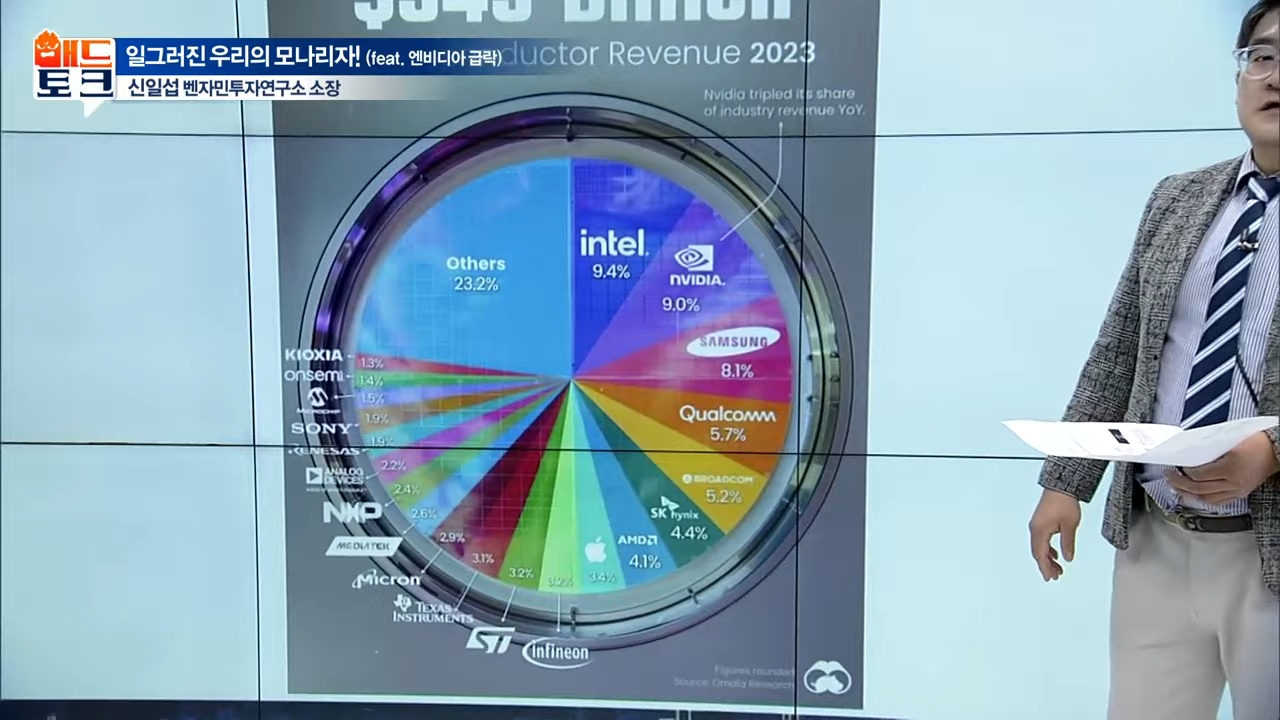 매드
토크
일그러진 우리의 모나리자! (feat. 엔비디아 급락)
신일섭 벤자민투자연구소 소장
ductor Revenue 2023
Nvidia tripled its share
of industry revenue YoY.
intel.
9.4%
NVIDIA.
9.0%
SAMSUNG
8.1%
Qualcomm
5.7%
BROADCOM
5.2%
SK hynix
4.4%
AMD
4.1%
3.4%
3.2%
infineon
3.2%
ST
3.1%
TEXAS
INSTRUMENTS
2.9%
Micron
2.6%
MEDIATEK
2.4%
NXP
2.2%
ANALOG
DEVICES
1.9%
RENESAS
1.9%
SONY
1.5%
MICROCHIP
1.4%
onsemi
1.3%
KIOXIA
Others
23.2%
Figures rounded
Source: Omdia Research